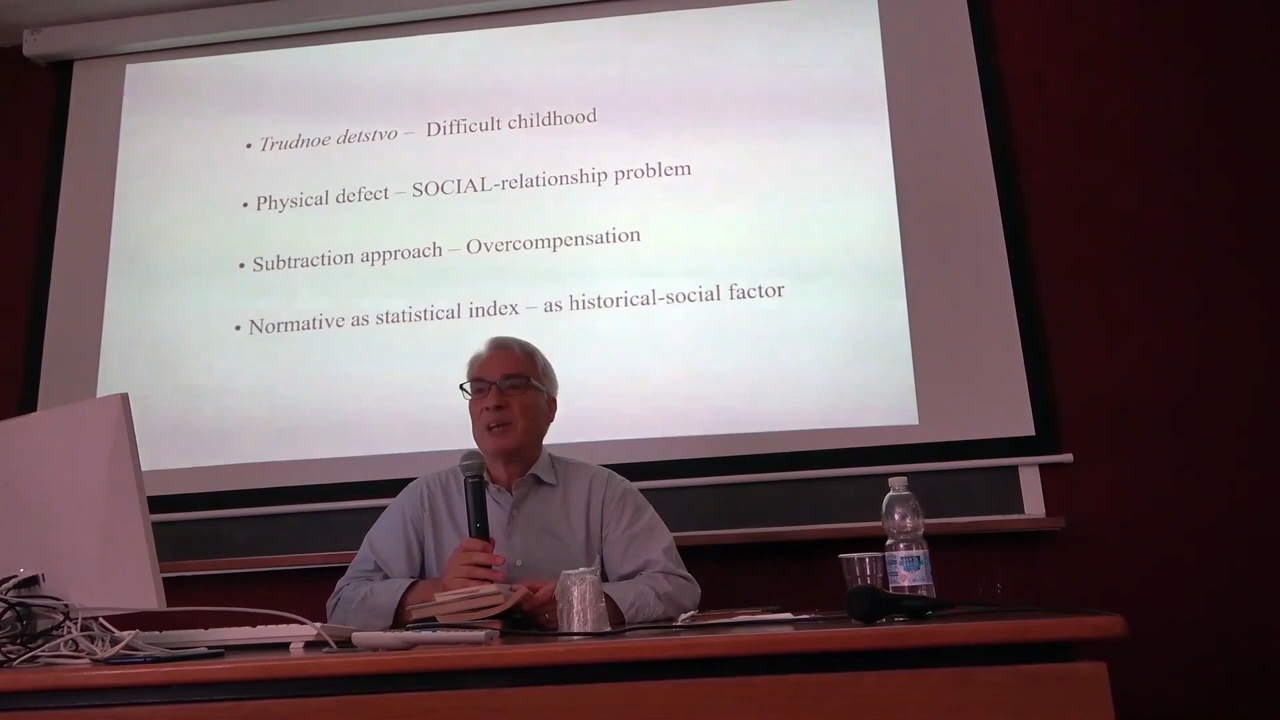 • Trudnoe detstvo – Difficult childhood
• Physical defect – SOCIAL-relationship problem
• Subtraction approach – Overcompensation
• Normative as statistical index – as historical-social factor